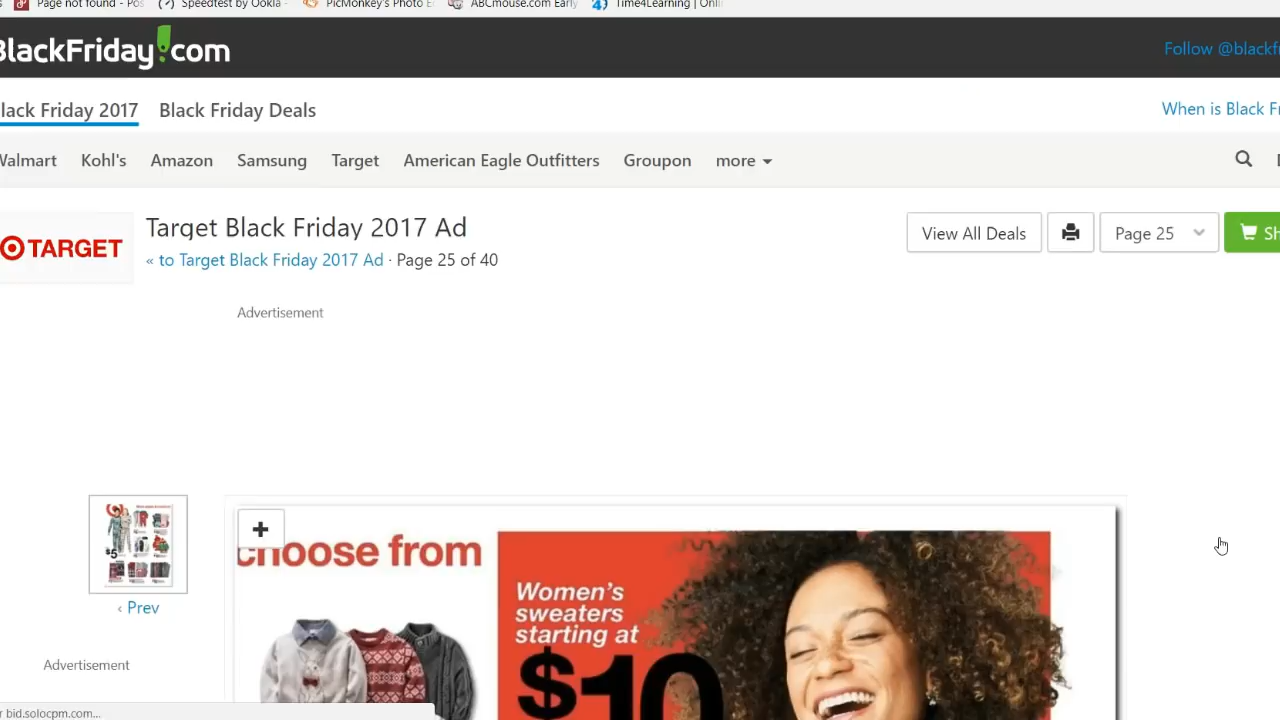 Page not found - Pos
Speedtest by Ookla -
PicMonkey's Photo E
ABCmouse.com Early
Time4Learning | Onli
BlackFriday!com
Follow @blackf
lack Friday 2017
Black Friday Deals
When is Black F
Walmart
Kohl's
Amazon
Samsung
Target
American Eagle Outfitters
Groupon
more
TARGET
Target Black Friday 2017 Ad
« to Target Black Friday 2017 Ad · Page 25 of 40
View All Deals
Page 25
Sh
Advertisement
choose from
Women's
sweaters
starting at
$10
$5
‹ Prev
Advertisement
r bid.solocpm.com...